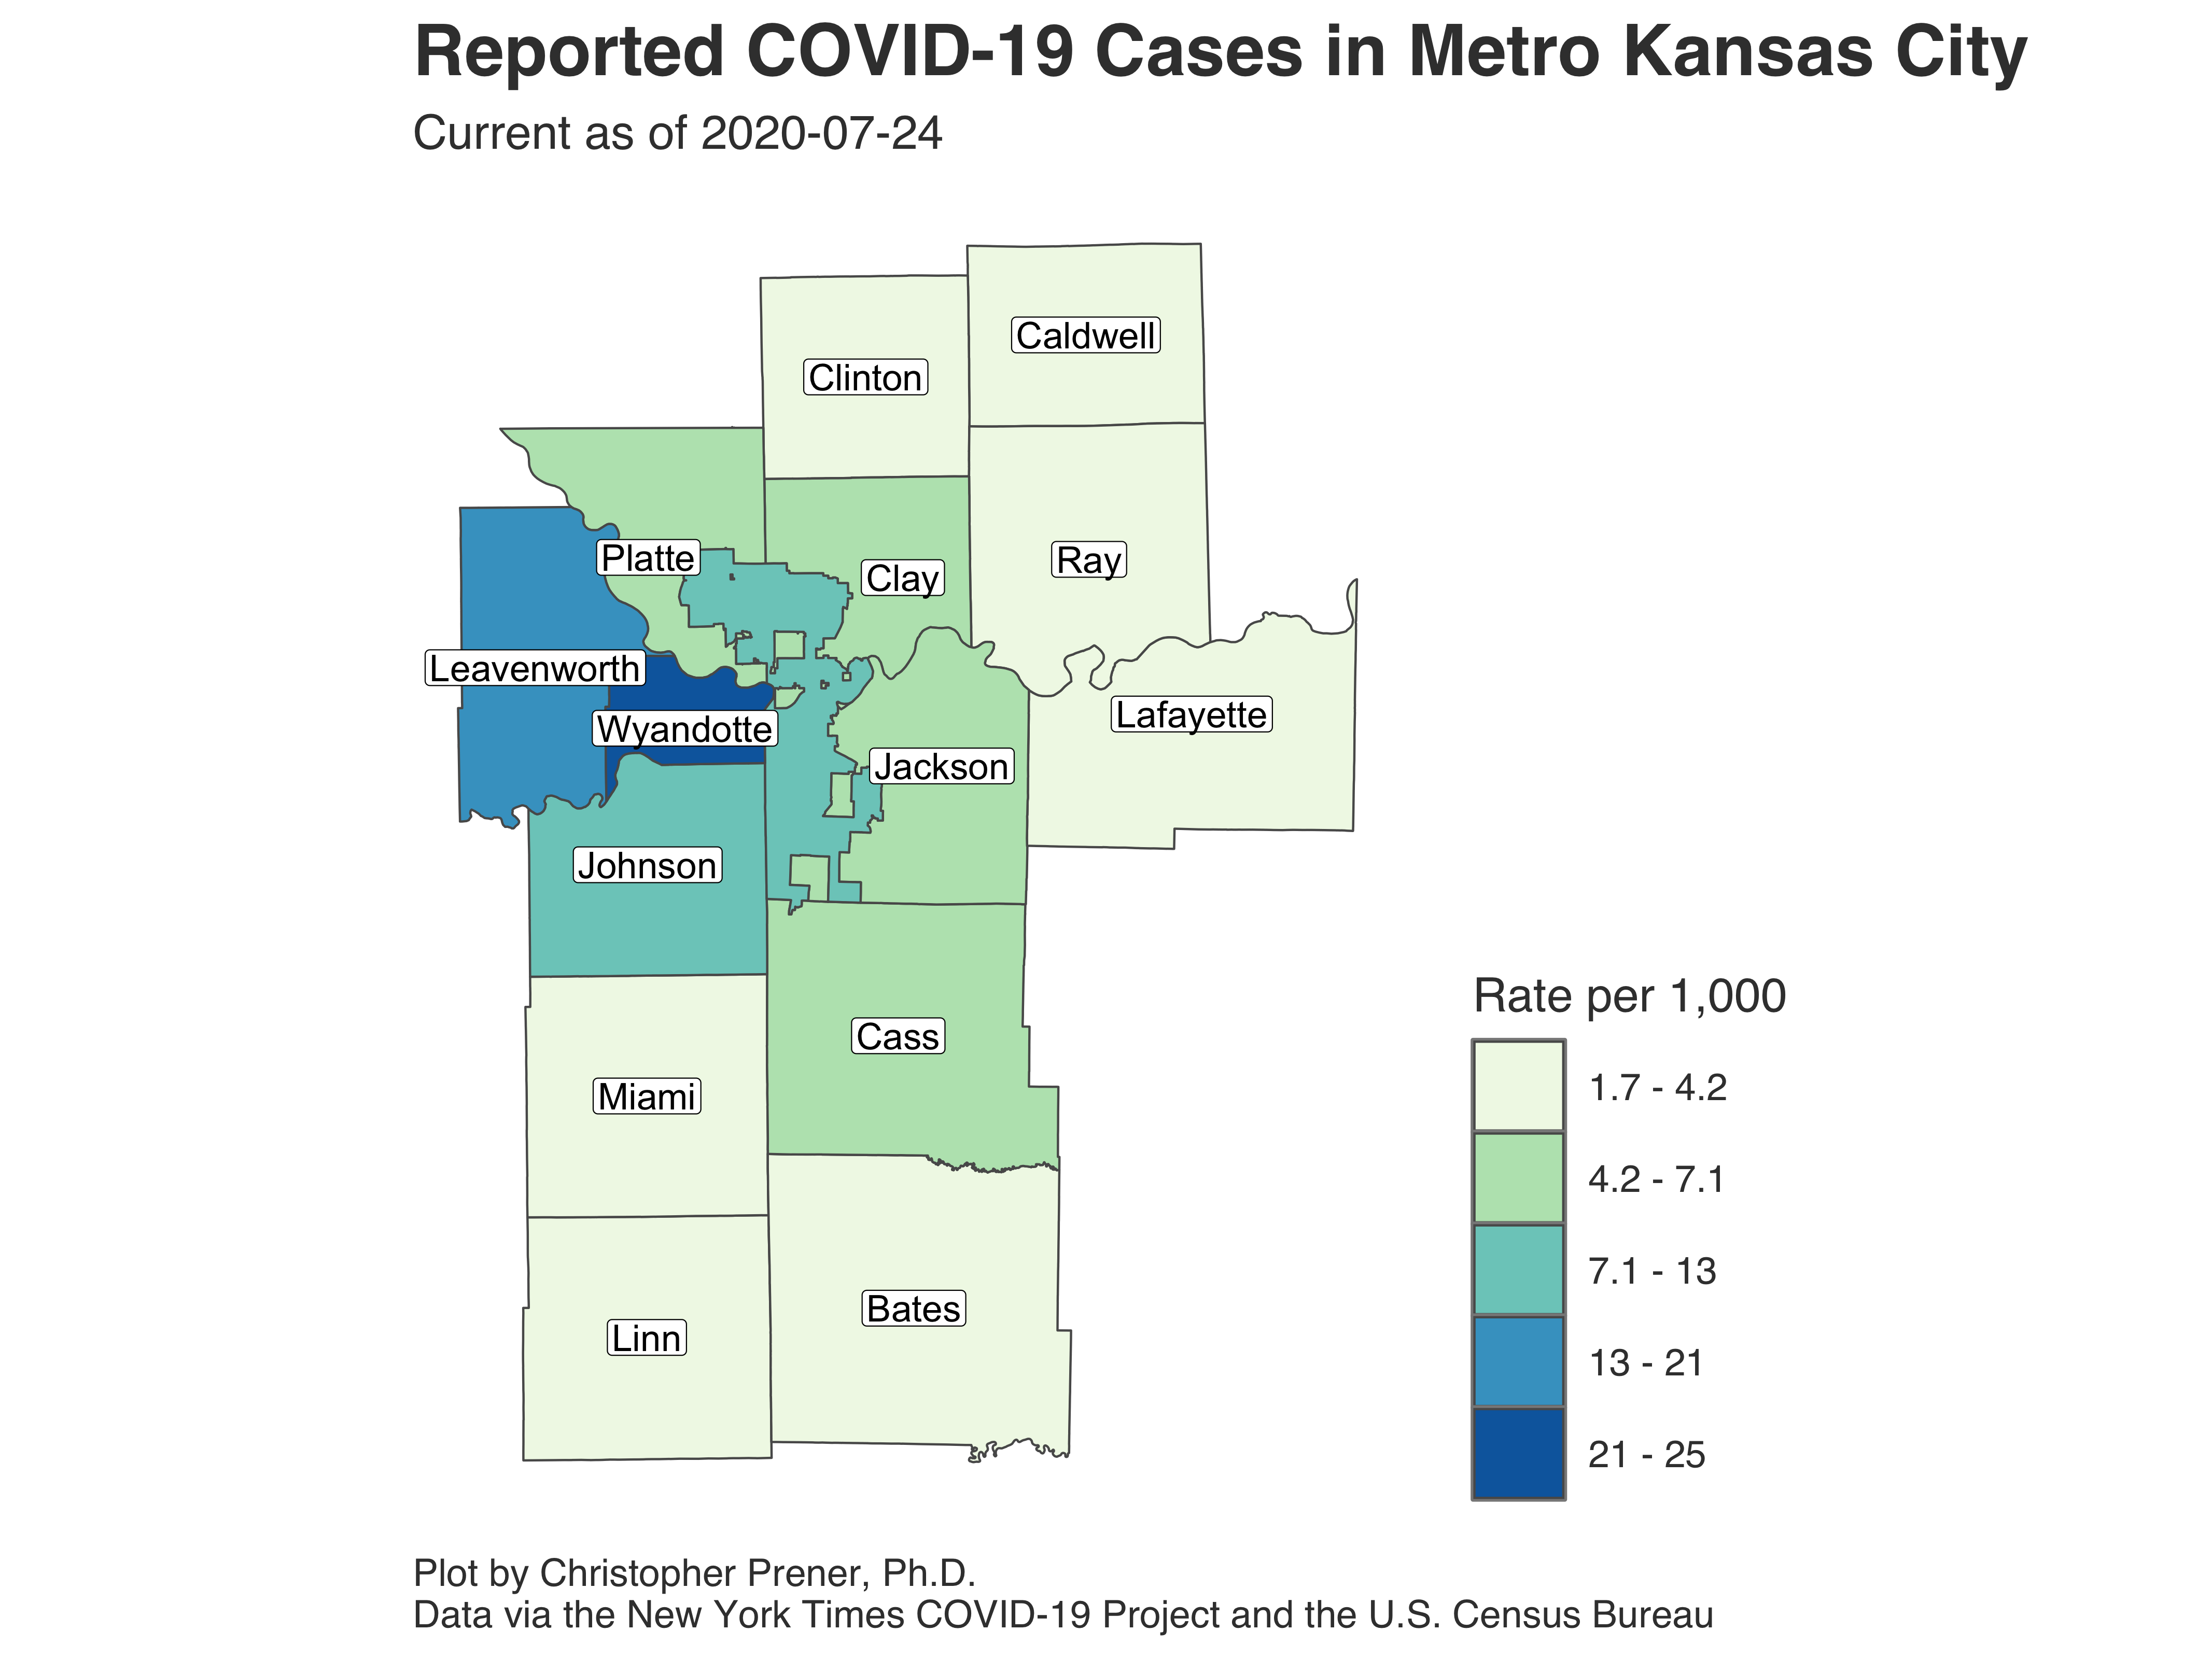 Reported COVID-19 Cases in Metro Kansas City
Current as of 2020-07-24
Caldwell
Clinton
Platte
Clay
Ray
Leavenworth
Wyandotte
Lafayette
Jackson
Johnson
Cass
Miami
Bates
Linn
Rate per 1,000
1.7 - 4.2
4.2 - 7.1
7.1 - 13
13 - 21
21 - 25
Plot by Christopher Prener, Ph.D.
Data via the New York Times COVID-19 Project and the U.S. Census Bureau